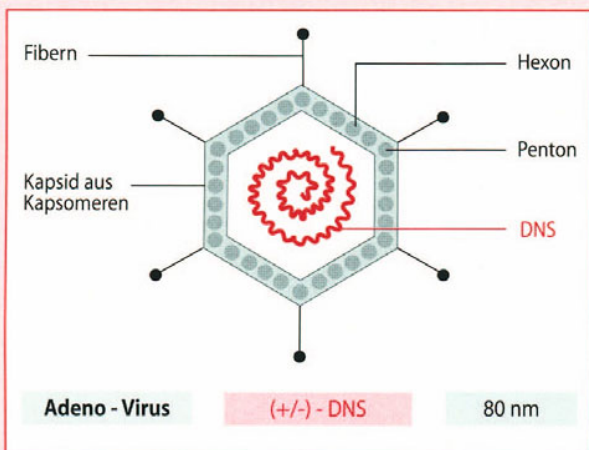 Fibern
Hexon
Penton
Kapsid aus
Kapsomeren
DNS
Adeno - Virus
(+/-) - DNS
80 nm